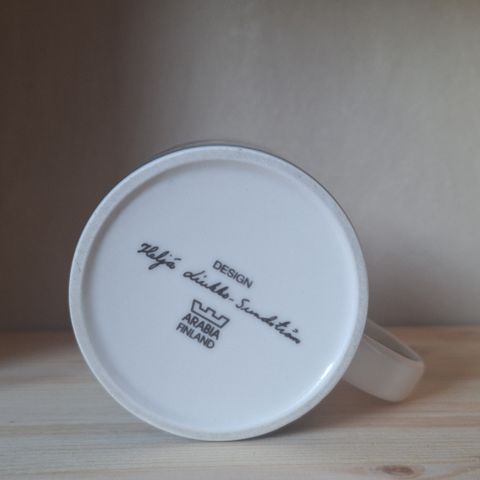 DESIGN
Heljä Liukko-Sundström
ARABIA
FINLAND